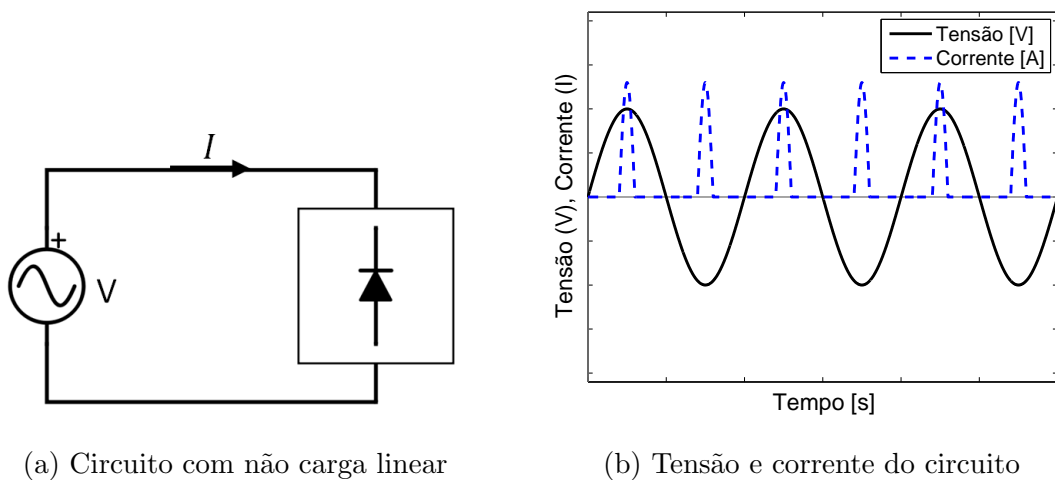 I
+
V
(a) Circuito com não carga linear
Tensão (V), Corrente (I)
Tensão [V]
Corrente [A]
Tempo [s]
(b) Tensão e corrente do circuito